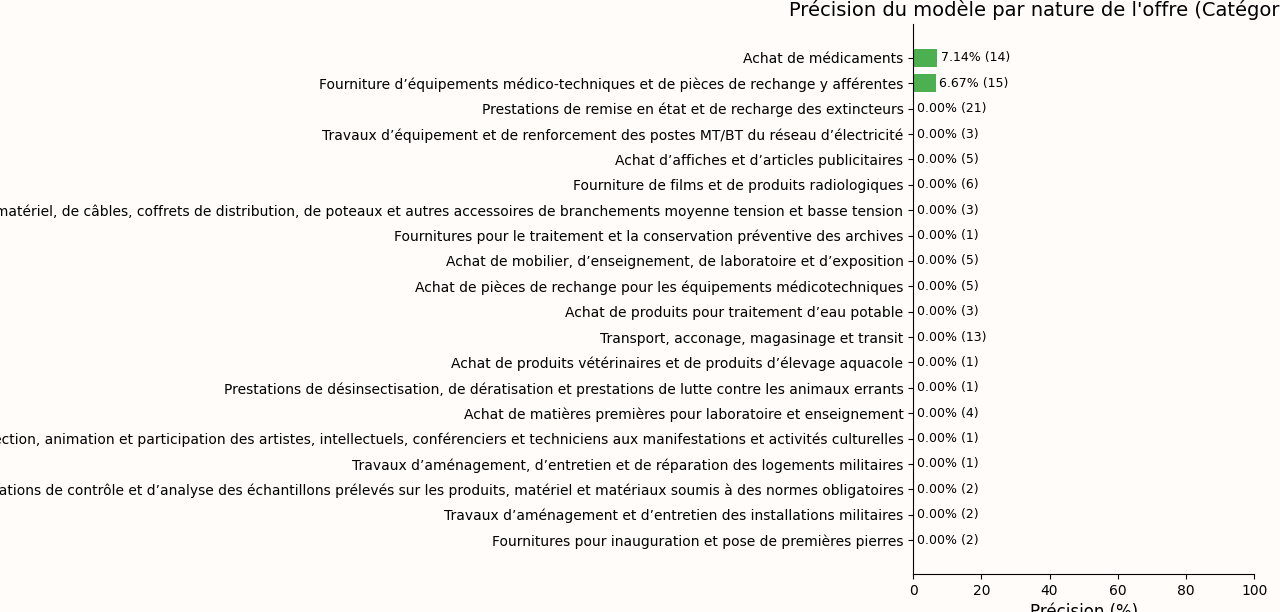 Précision du modèle par nature de l'offre
Achat de médicaments 7.14% (14)
Fourniture d’équipements médico-techniques et de pièces de rechange y afférentes 6.67% (15)
Prestations de remise en état et de recharge des extincteurs 0.00% (21)
Travaux d’équipement et de renforcement des postes MT/BT du réseau d’électricité 0.00% (3)
Achat d’affiches et d’articles publicitaires 0.00% (5)
Fourniture de films et de produits radiologiques 0.00% (6)
matériel, de câbles, coffrets de distribution, de poteaux et autres accessoires de branchements moyenne tension et basse tension 0.00% (3)
Fournitures pour le traitement et la conservation préventive des archives 0.00% (1)
Achat de mobilier, d’enseignement, de laboratoire et d’exposition 0.00% (5)
Achat de pièces de rechange pour les équipements médicotechniques 0.00% (5)
Achat de produits pour traitement d’eau potable 0.00% (3)
Transport, acconage, magasinage et transit 0.00% (13)
Achat de produits vétérinaires et de produits d’élevage aquacole 0.00% (1)
Prestations de désinsectisation, de dératisation et prestations de lutte contre les animaux errants 0.00% (1)
Achat de matières premières pour laboratoire et enseignement 0.00% (4)
animation et participation des artistes, intellectuels, conférenciers et techniciens aux manifestations et activités culturelles 0.00% (1)
Travaux d’aménagement, d’entretien et de réparation des logements militaires 0.00% (1)
de contrôle et d’analyse des échantillons prélevés sur les produits, matériel et matériaux soumis à des normes obligatoires 0.00% (2)
Travaux d’aménagement et d’entretien des installations militaires 0.00% (2)
Fournitures pour inauguration et pose de premières pierres 0.00% (2)
0 20 40 60 80 100
Précision (%)